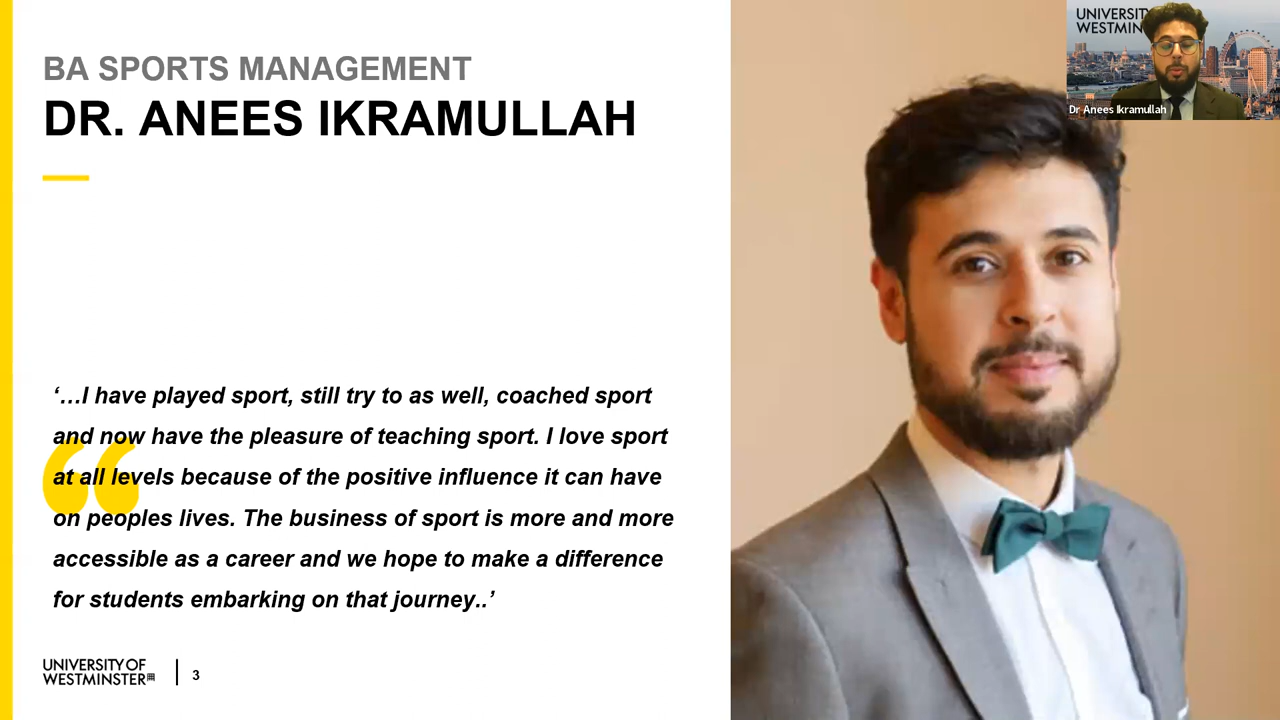 BA SPORTS MANAGEMENT
DR. ANEES IKRAMULLAH
‘…I have played sport, still try to as well, coached sport
and now have the pleasure of teaching sport. I love sport
at all levels because of the positive influence it can have
on peoples lives. The business of sport is more and more
accessible as a career and we hope to make a difference
for students embarking on that journey..’
UNIVERSITY OF
WESTMINSTER
3
UNIVERSITY
WESTMIN
Dr Anees Ikramullah